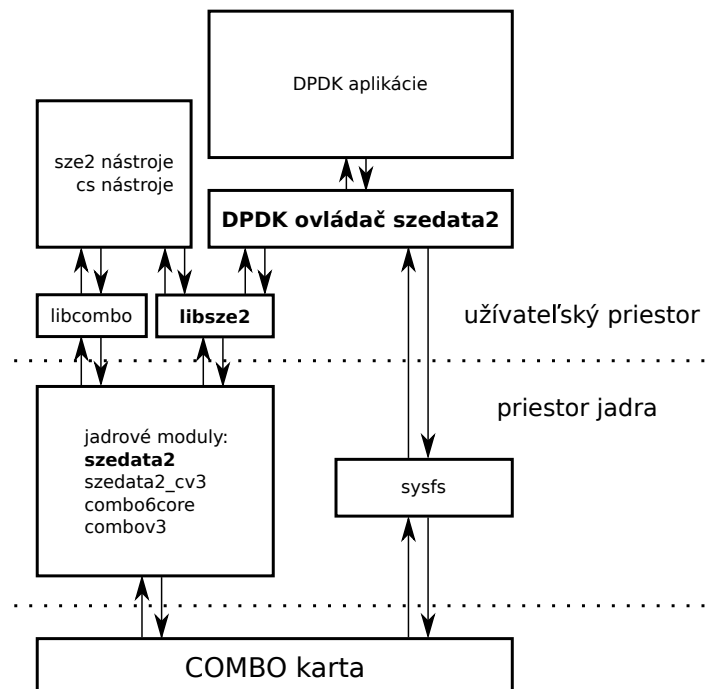 DPDK aplikácie
sze2 nástroje
cs nástroje
DPDK ovládač szedata2
libcombo
libsze2
užívateľský priestor
priestor jadra
jadrové moduly:
szedata2
szedata2_cv3
combo6core
combov3
sysfs
COMBO karta